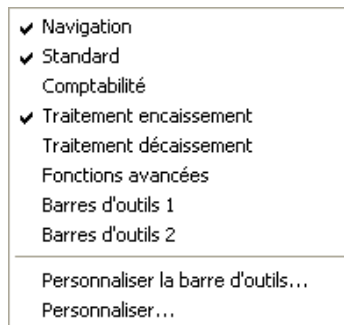 Navigation
Standard
Comptabilité
Traitement encaissement
Traitement décaissement
Fonctions avancées
Barres d'outils 1
Barres d'outils 2
Personnaliser la barre d'outils...
Personnaliser...